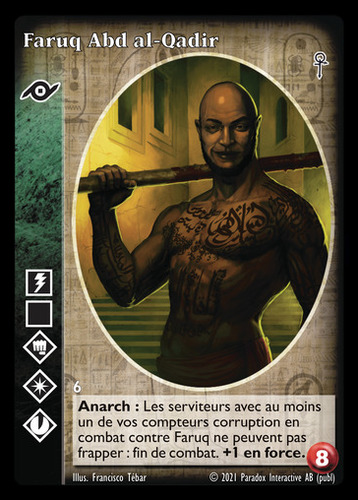 Faruq Abd al-Qadir
6
Anarch : Les serviteurs avec au moins
un de vos compteurs corruption en
combat contre Faruq ne peuvent pas
frapper : fin de combat. +1 en force.
8
Illus. Francisco Tébar
© 2021 Paradox Interactive AB (publ)